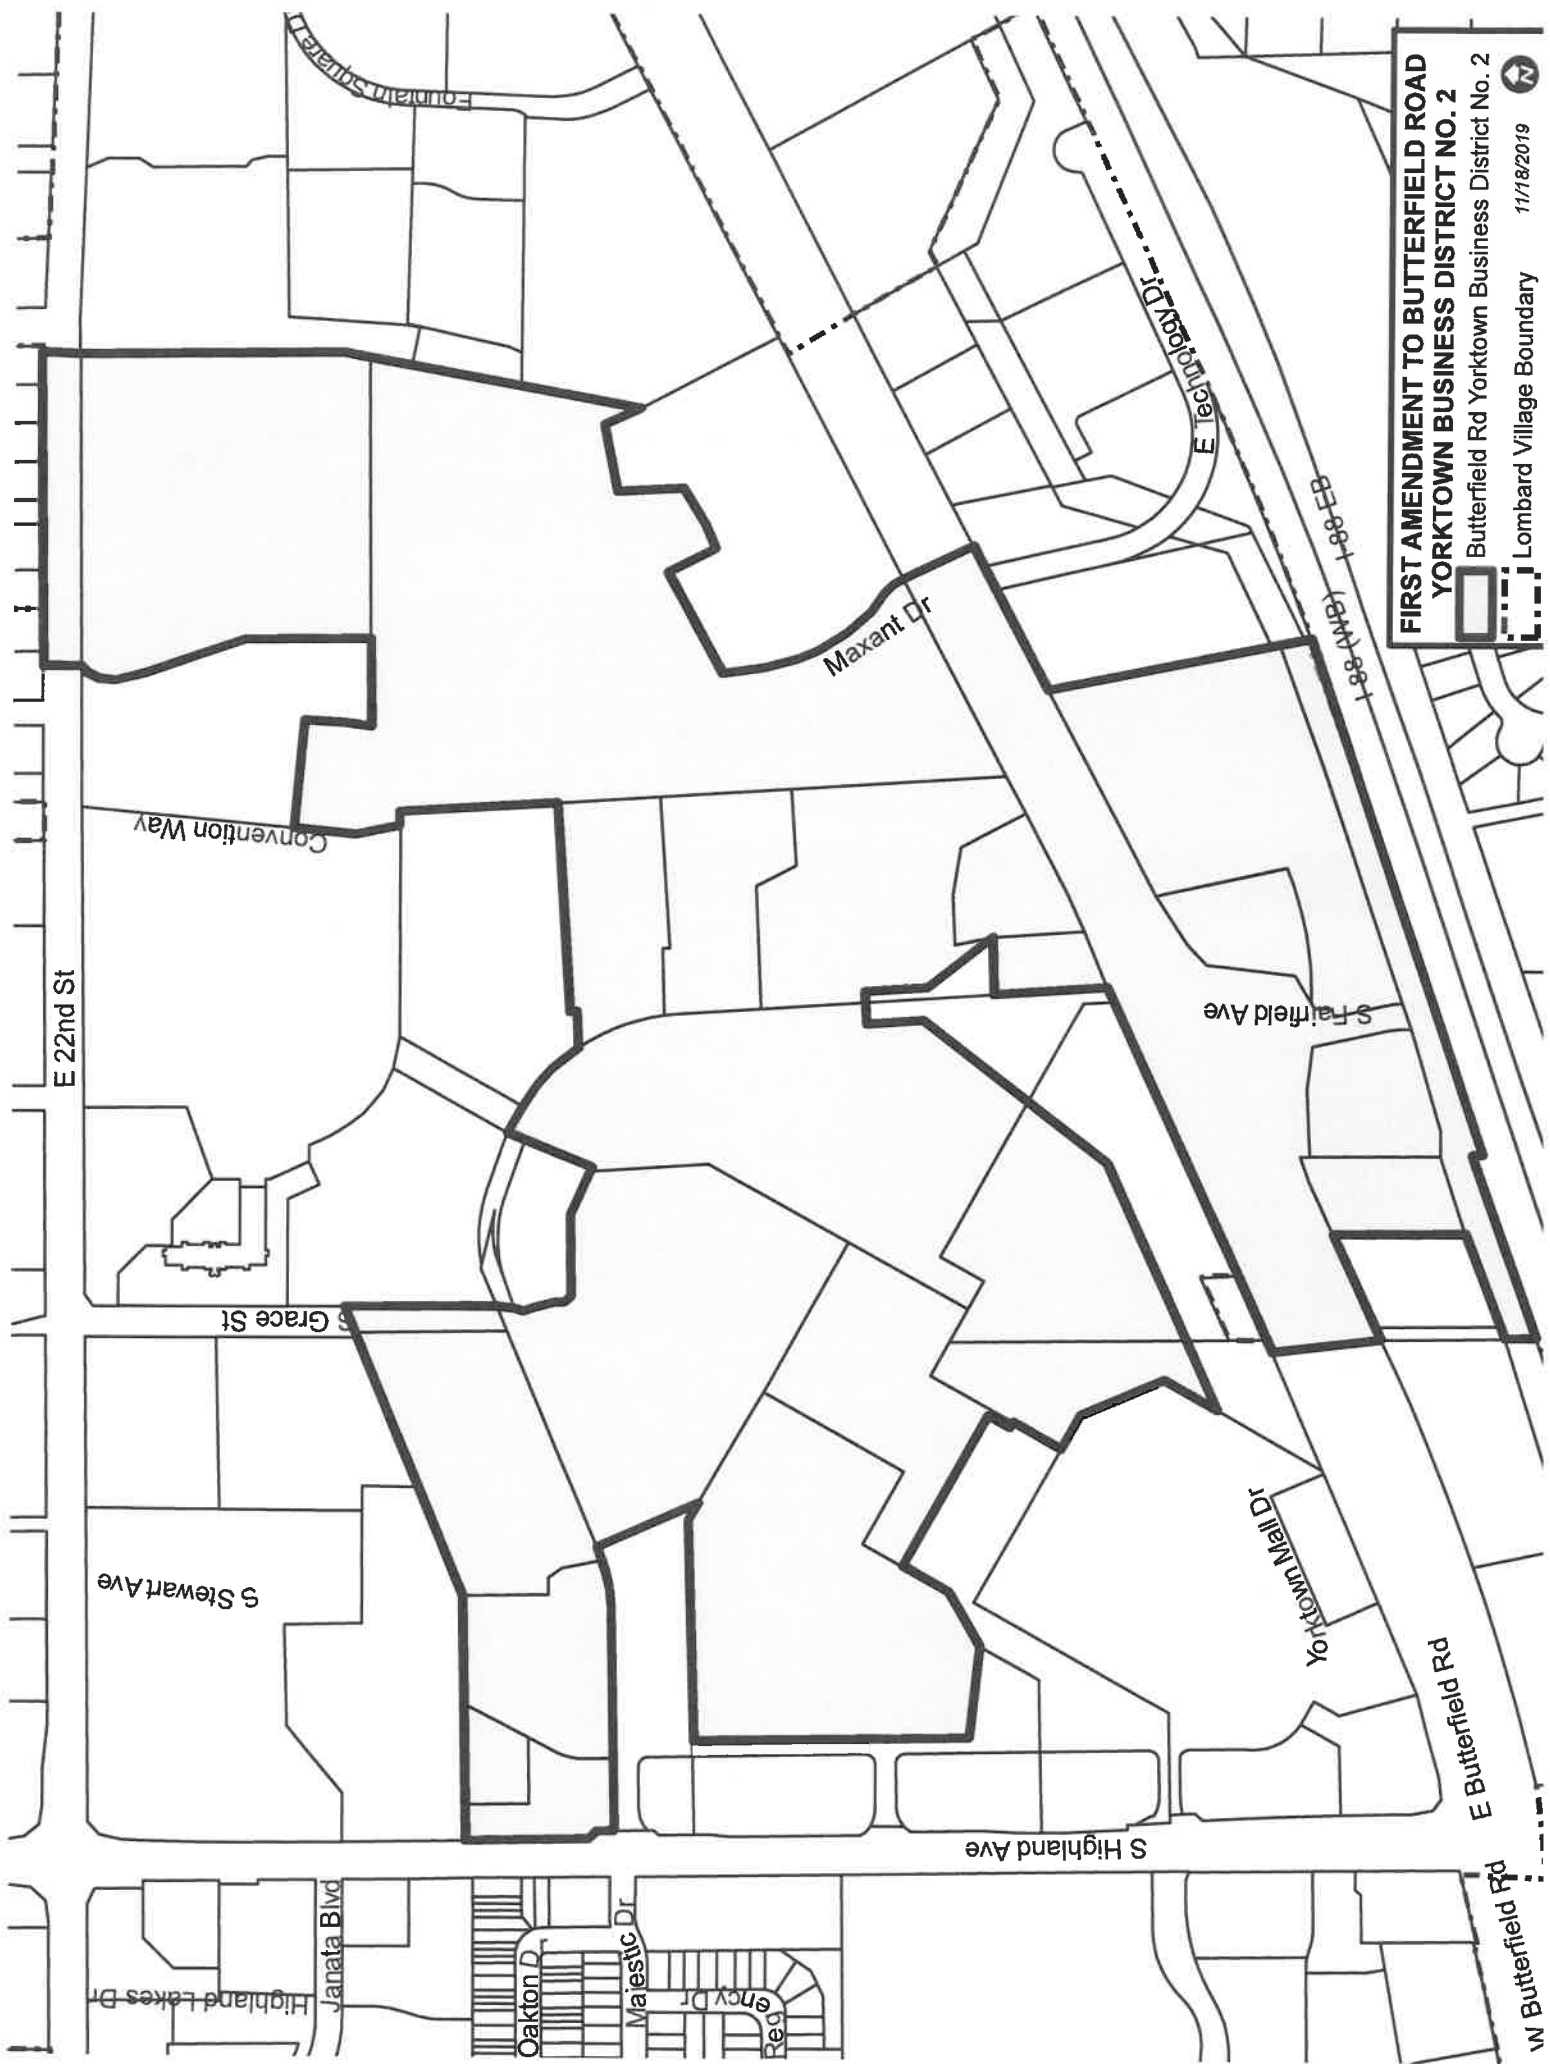 FIRST AMENDMENT TO BUTTERFIELD ROAD
YORKTOWN BUSINESS DISTRICT NO. 2
Butterfield Rd Yorktown Business District No. 2
Lombard Village Boundary
11/18/2019
N
E 22nd St
Convention Way
S Grace St
S Stewart Ave
Highland Lakes Dr
Janata Blvd
Oakton Dr
Majestic Dr
Regency Dr
S Highland Ave
Yorktown Mall Dr
E Butterfield Rd
W Butterfield Rd
S Fairfield Ave
Maxant Dr
E Technology Dr
I-88 (WB)
I-88 EB
Fountain Square D